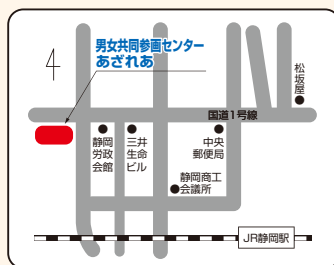 男女共同参画センター
あざれあ
松坂屋
国道1号線
静岡
労政
会館
三井
生命
ビル
中央
郵便局
静岡商工
会議所
JR静岡駅